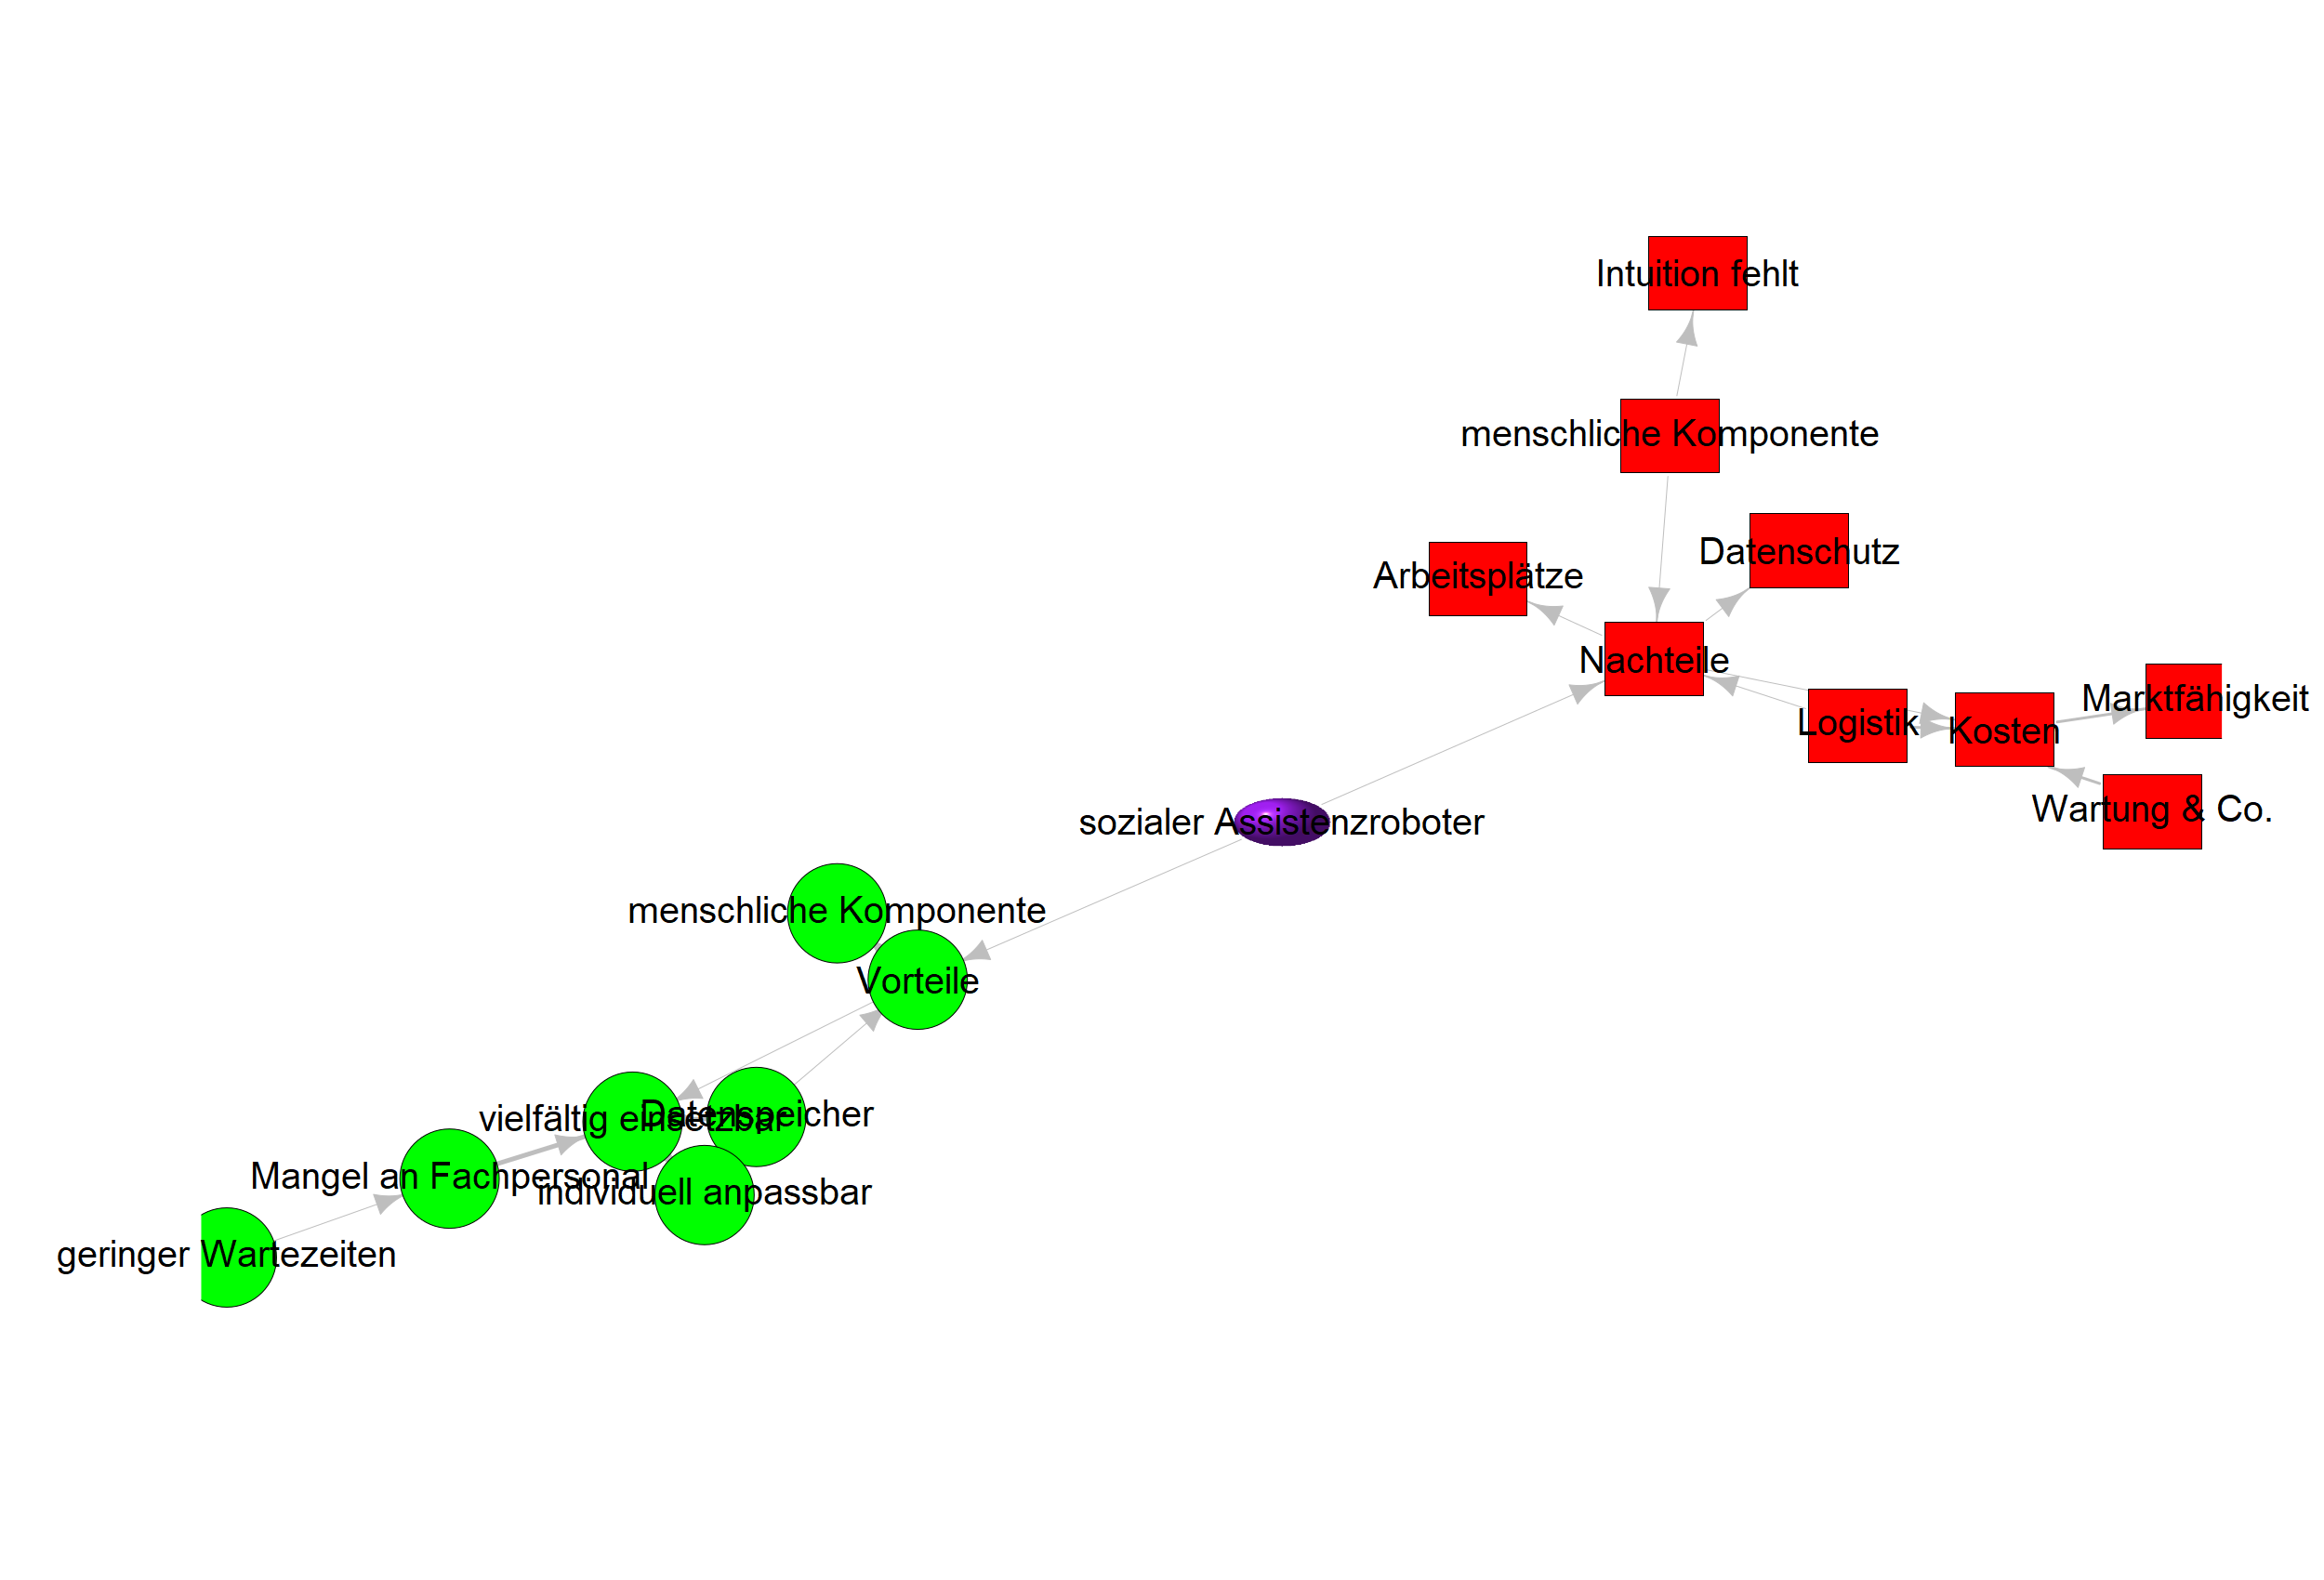 Intuition fehlt
menschliche Komponente
Datenschutz
Arbeitsplätze
Nachteile
Marktfähigkeit
Logistik
Kosten
Wartung & Co.
sozialer Assistenzroboter
menschliche Komponente
Vorteile
vielfältig einsetzbar
Datenspeicher
Mangel an Fachpersonal
individuell anpassbar
geringer Wartezeiten